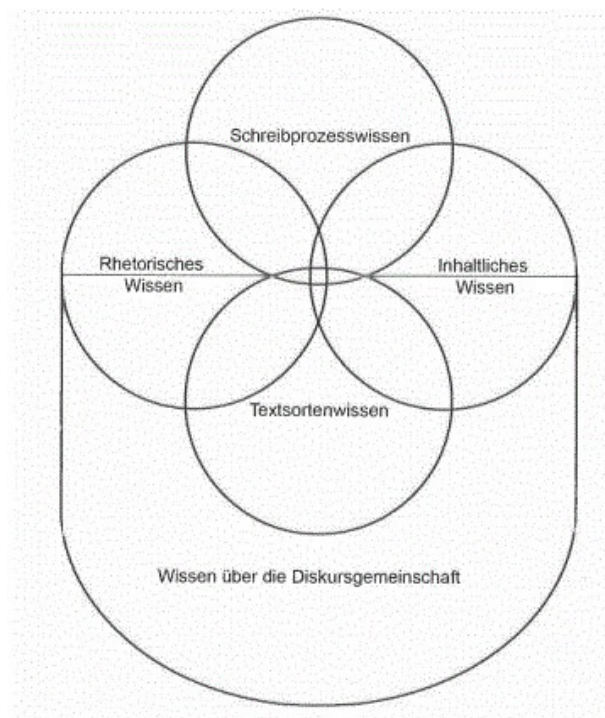 Schreibprozesswissen
Rhetorisches
Wissen
Inhaltliches
Wissen
Textsortenwissen
Wissen über die Diskursgemeinschaft